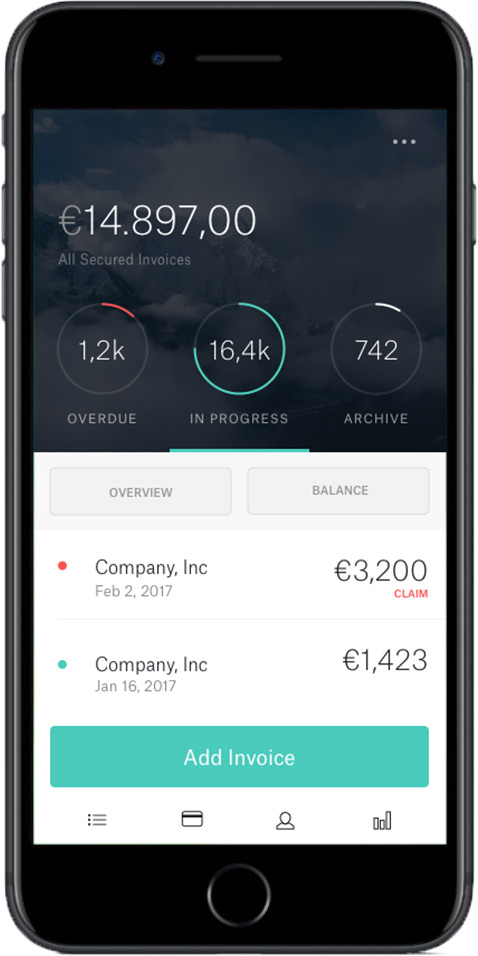 €14.897,00
All Secured Invoices
1,2k
16,4k
742
OVERDUE
IN PROGRESS
ARCHIVE
OVERVIEW
BALANCE
Company, Inc
€3,200
Feb 2, 2017
CLAIM
Company, Inc
€1,423
Jan 16, 2017
Add Invoice